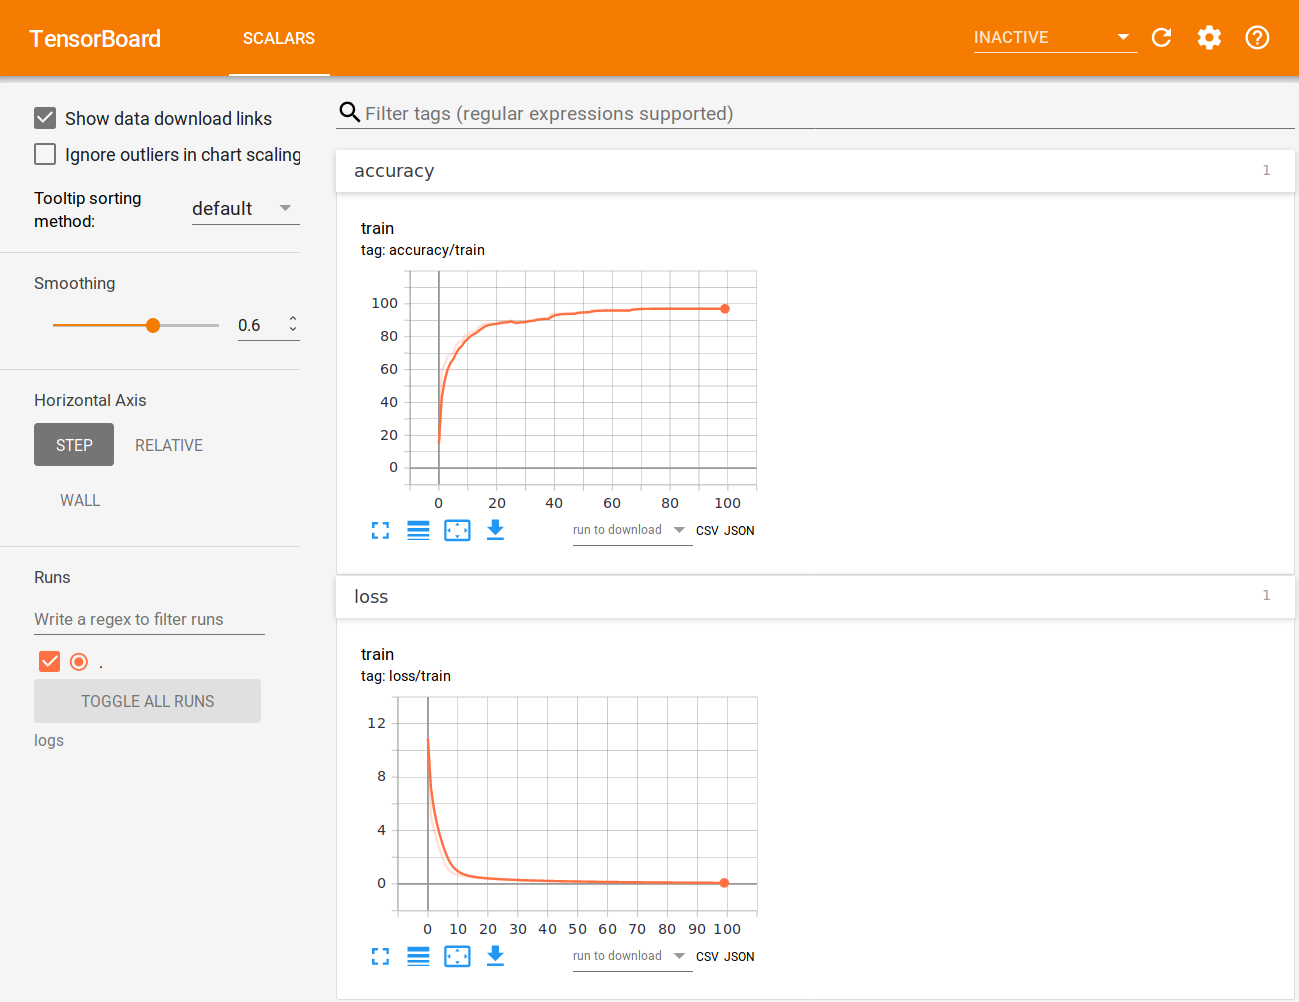 TensorBoard
SCALARS
INACTIVE
Show data download links
Ignore outliers in chart scaling
Tooltip sorting
method:
default
Smoothing
0.6
Horizontal Axis
STEP
RELATIVE
WALL
Runs
Write a regex to filter runs
.
TOGGLE ALL RUNS
logs
Filter tags (regular expressions supported)
accuracy
1
train
tag: accuracy/train
100
80
60
40
20
0
0 20 40 60 80 100
run to download
CSV JSON
loss
1
train
tag: loss/train
12
8
4
0
0 10 20 30 40 50 60 70 80 90 100
run to download
CSV JSON